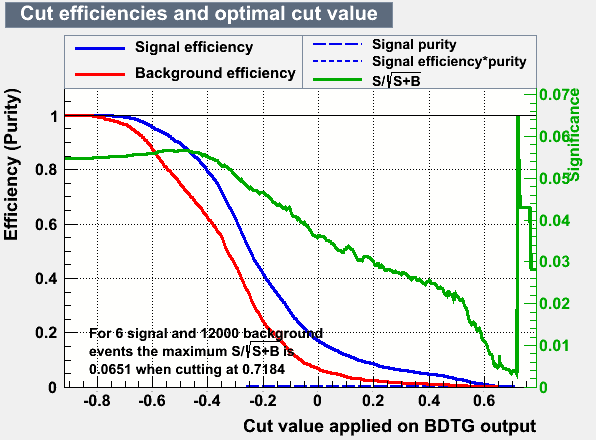 Cut efficiencies and optimal cut value
Signal efficiency
Background efficiency
Signal purity
Signal efficiency*purity
S/√S+B
Efficiency (Purity)
1
0.8
0.6
0.4
0.2
0
Significance
0.07
0.06
0.05
0.04
0.03
0.02
0.01
0
For 6 signal and 12000 background
events the maximum S/√S+B is
0.0651 when cutting at 0.7184
-0.8 -0.6 -0.4 -0.2 0 0.2 0.4 0.6
Cut value applied on BDTG output